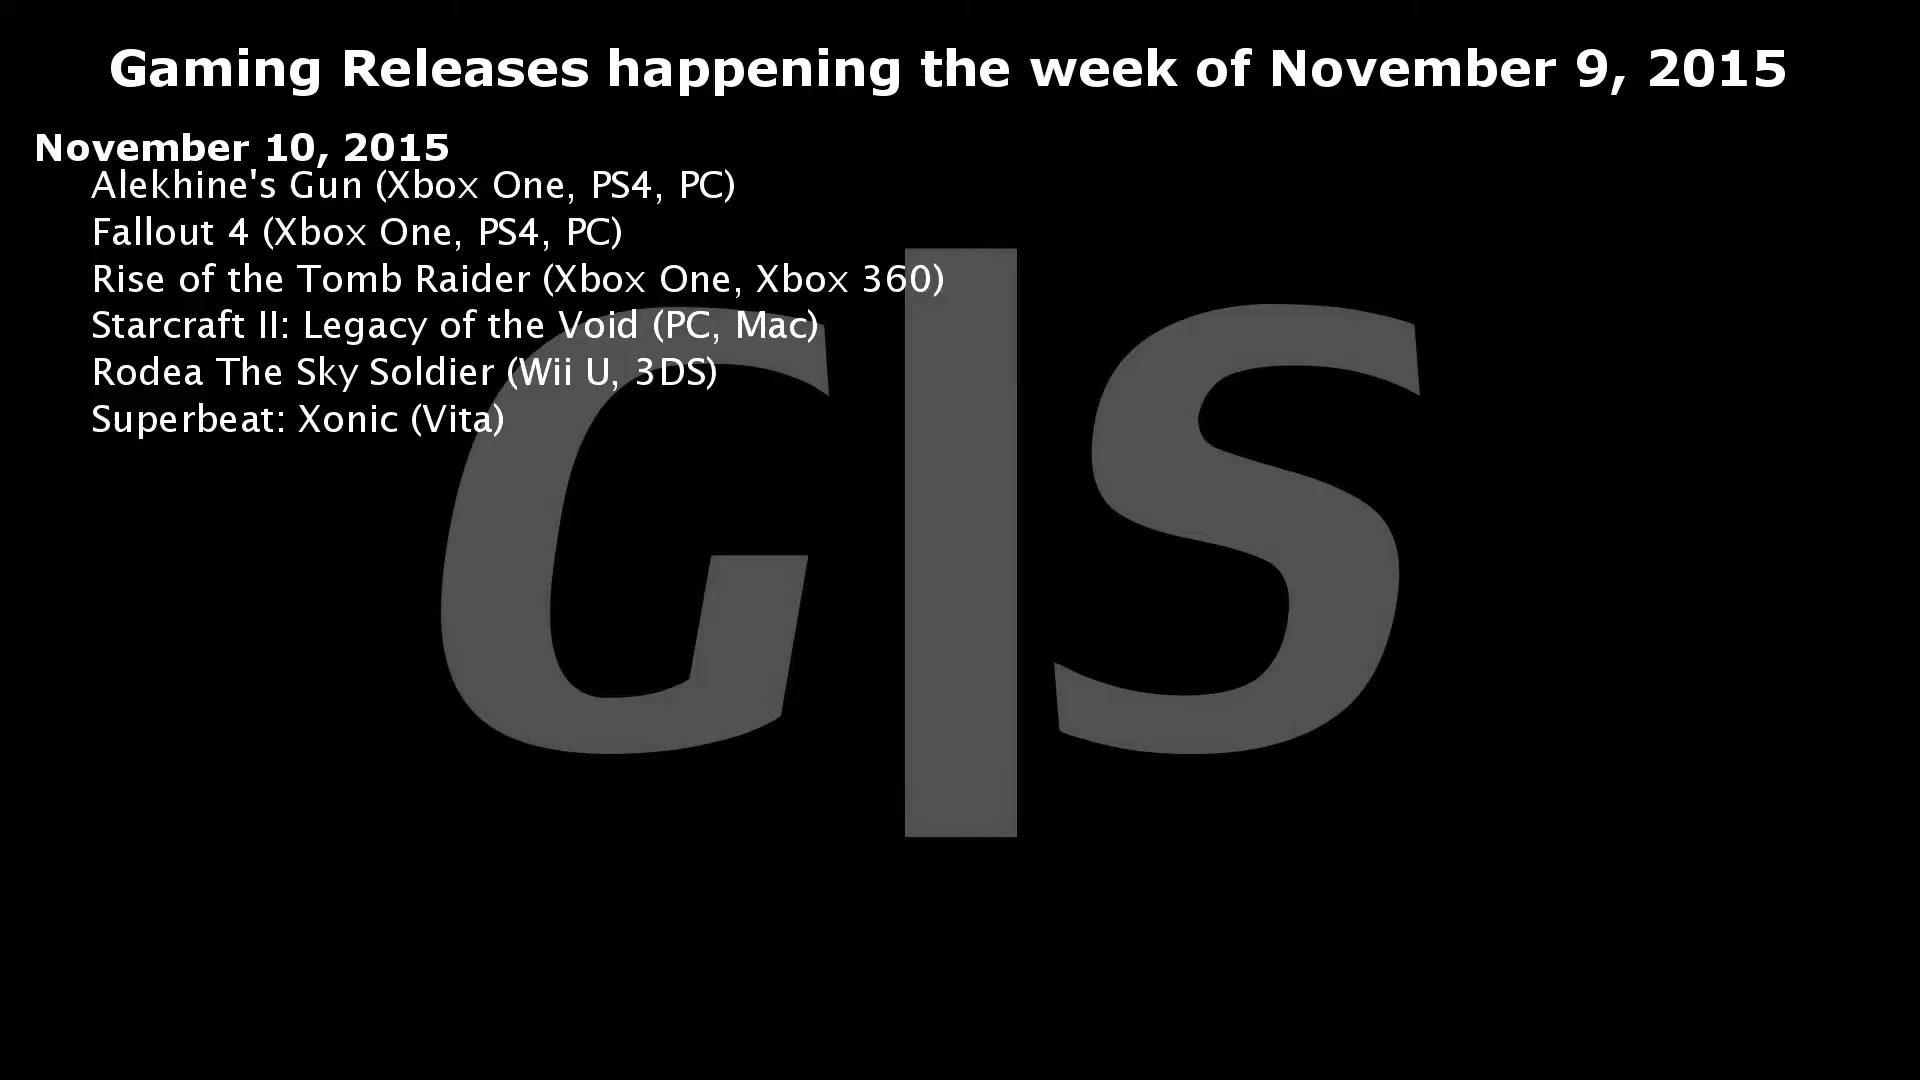 Gaming Releases happening the week of November 9, 2015
November 10, 2015
Alekhine's Gun (Xbox One, PS4, PC)
Fallout 4 (Xbox One, PS4, PC)
Rise of the Tomb Raider (Xbox One, Xbox 360)
Starcraft II: Legacy of the Void (PC, Mac)
Rodea The Sky Soldier (Wii U, 3DS)
Superbeat: Xonic (Vita)
G|S